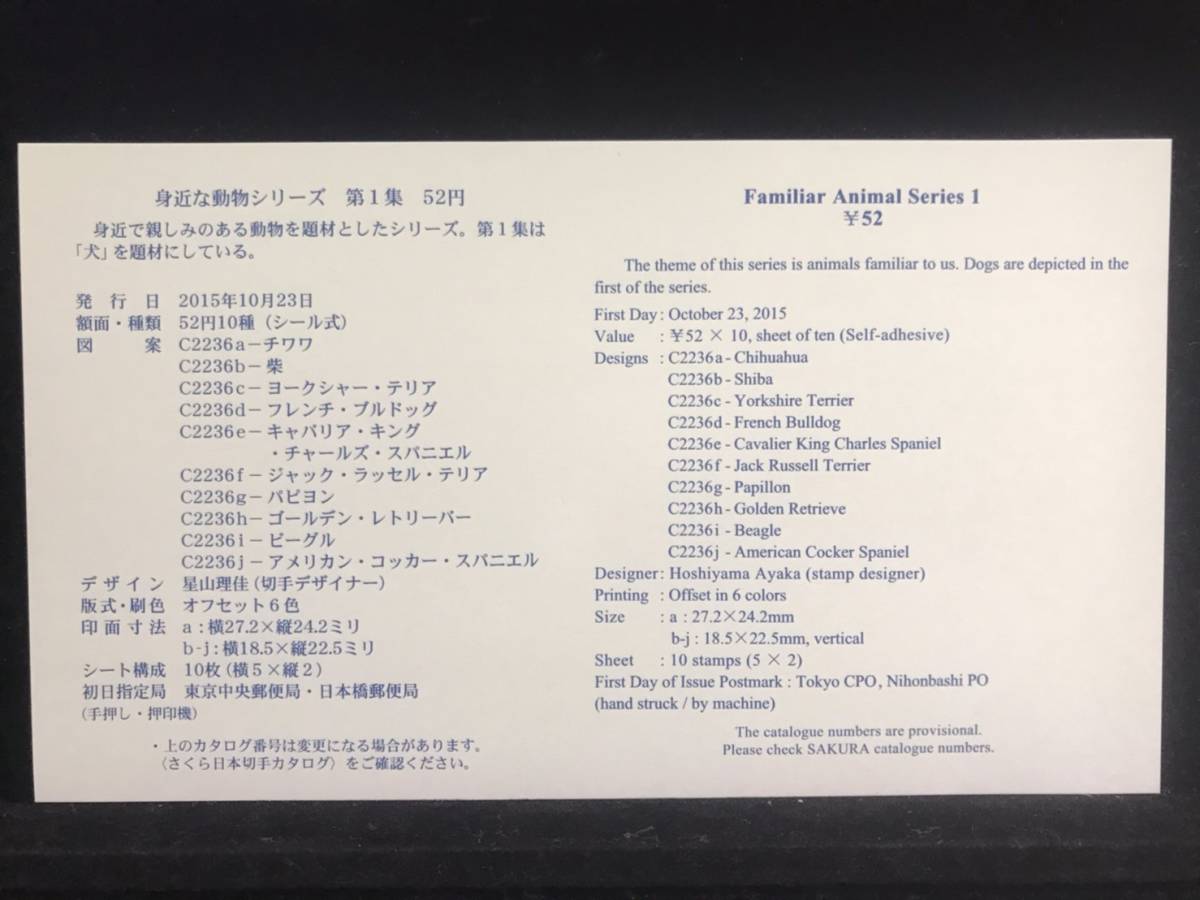 身近な動物シリーズ 第1集 52円
身近で親しみのある動物を題材としたシリーズ。第1集は
「犬」を題材にしている。
発行日 2015年10月23日
額面・種類 52円10種（シール式）
図案 C2236a－チワワ
C2236b－柴
C2236c－ヨークシャー・テリア
C2236d－フレンチ・ブルドッグ
C2236e－キャバリア・キング
・チャールズ・スパニエル
C2236f－ジャック・ラッセル・テリア
C2236g－パピヨン
C2236h－ゴールデン・レトリーバー
C2236i－ビーグル
C2236j－アメリカン・コッカー・スパニエル
デザイン 星山理佳（切手デザイナー）
版式・刷色 オフセット6色
印面寸法 a：横27.2×縦24.2ミリ
b-j：横18.5×縦22.5ミリ
シート構成 10枚（横5×縦2）
初日指定局 東京中央郵便局・日本橋郵便局
（手押し・押印機）
・上のカタログ番号は変更になる場合があります。
〈さくら日本切手カタログ〉をご確認ください。
Familiar Animal Series 1
¥52
The theme of this series is animals familiar to us. Dogs are depicted in the
first of the series.
First Day : October 23, 2015
Value : ¥52 × 10, sheet of ten (Self-adhesive)
Designs : C2236a - Chihuahua
C2236b - Shiba
C2236c - Yorkshire Terrier
C2236d - French Bulldog
C2236e - Cavalier King Charles Spaniel
C2236f - Jack Russell Terrier
C2236g - Papillon
C2236h - Golden Retrieve
C2236i - Beagle
C2236j - American Cocker Spaniel
Designer : Hoshiyama Ayaka (stamp designer)
Printing : Offset in 6 colors
Size : a : 27.2×24.2mm
b-j : 18.5×22.5mm, vertical
Sheet : 10 stamps (5 × 2)
First Day of Issue Postmark : Tokyo CPO, Nihonbashi PO
(hand struck / by machine)
The catalogue numbers are provisional.
Please check SAKURA catalogue numbers.